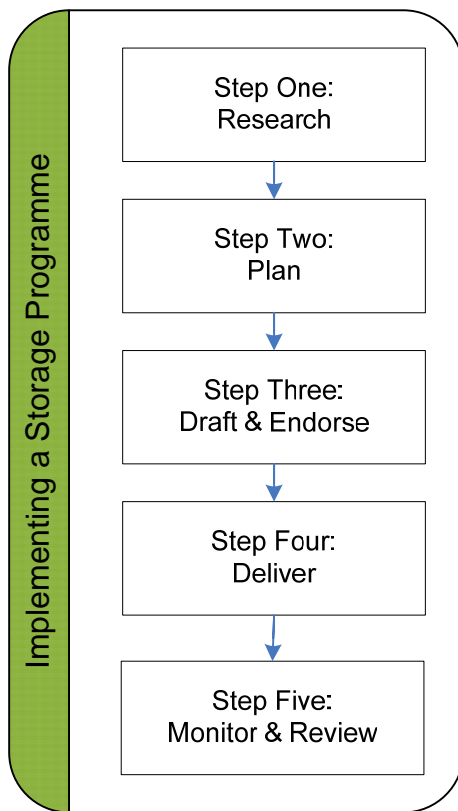 Implementing a Storage Programme
Step One:
Research
Step Two:
Plan
Step Three:
Draft & Endorse
Step Four:
Deliver
Step Five:
Monitor & Review